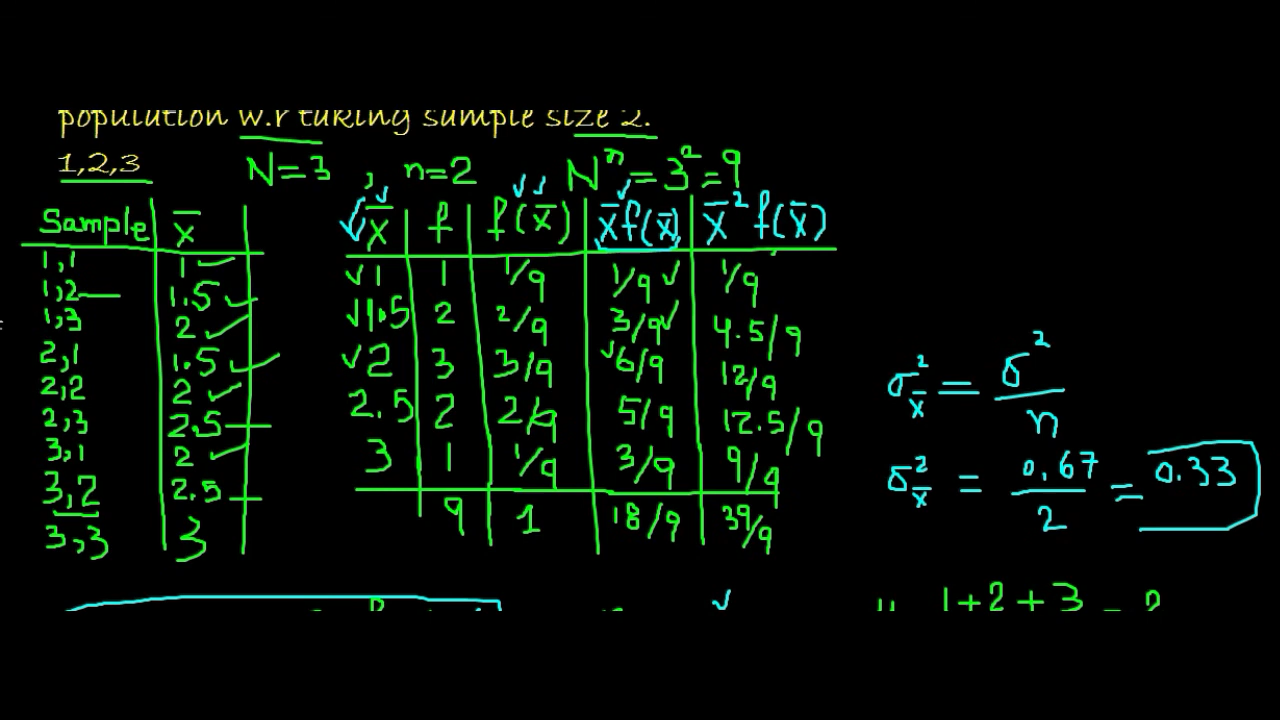 population w.r taking sample size 2.
1,2,3 N=3 , n=2 Nⁿ=3²=9
Sample x̄
1,1 1
1,2 1.5
1,3 2
2,1 1.5
2,2 2
2,3 2.5
3,1 2
3,2 2.5
3,3 3
x̄ f f(x̄) x̄f(x̄) x̄²f(x̄)
1 1 1/9 1/9 1/9
1.5 2 2/9 3/9 4.5/9
2 3 3/9 6/9 12/9
2.5 2 2/9 5/9 12.5/9
3 1 1/9 3/9 9/9
9 1 18/9 39/9
σ²x̄ = σ²/n
σ²x̄ = 0.67/2 = 0.33
1+2+3